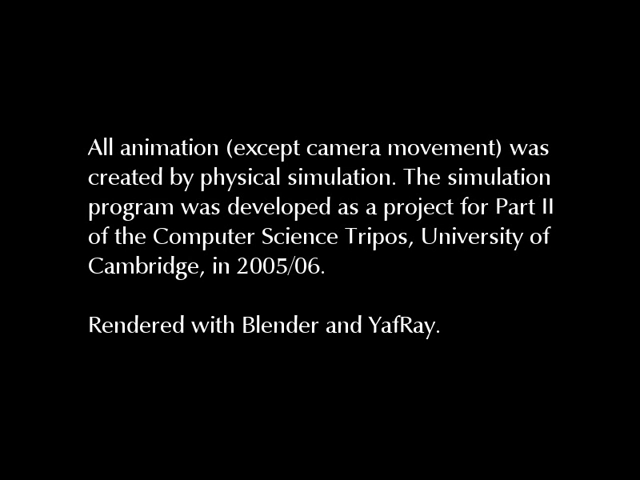 All animation (except camera movement) was
created by physical simulation. The simulation
program was developed as a project for Part II
of the Computer Science Tripos, University of
Cambridge, in 2005/06.
Rendered with Blender and YafRay.